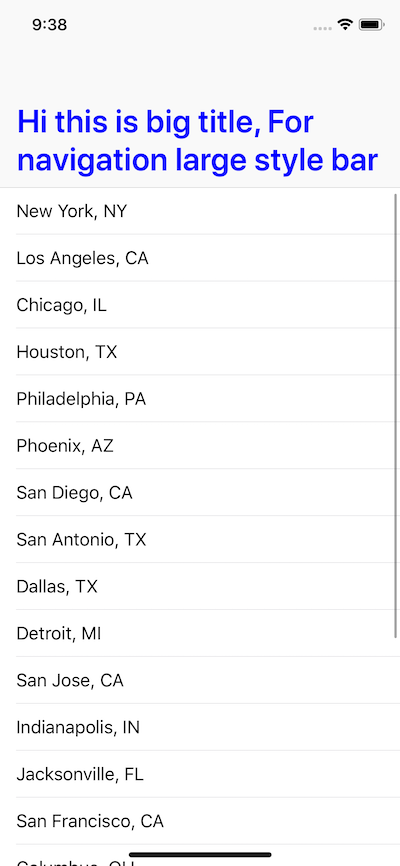 9:38
Hi this is big title, For
navigation large style bar
New York, NY
Los Angeles, CA
Chicago, IL
Houston, TX
Philadelphia, PA
Phoenix, AZ
San Diego, CA
San Antonio, TX
Dallas, TX
Detroit, MI
San Jose, CA
Indianapolis, IN
Jacksonville, FL
San Francisco, CA
Columbus, OH